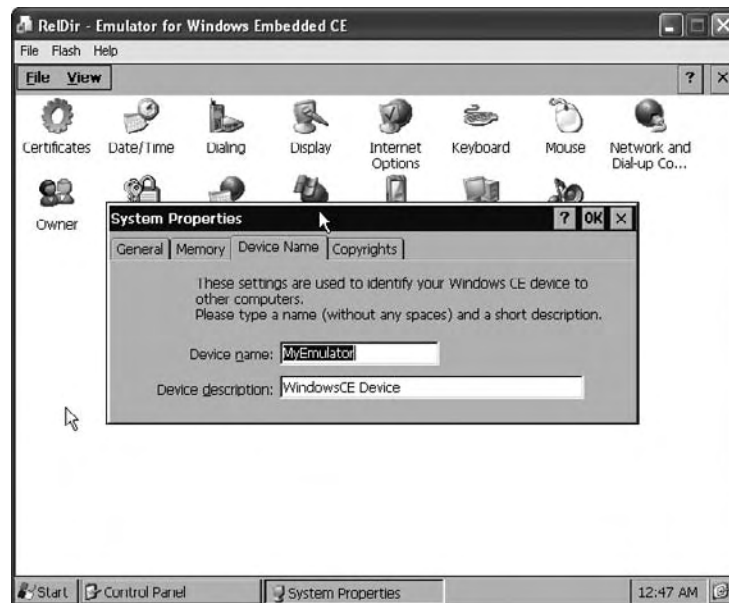 RelDir - Emulator for Windows Embedded CE
File Flash Help
File View ? ×
Certificates Date/Time Dialing Display Internet Options Keyboard Mouse Network and Dial-up Co...
Owner
System Properties ? OK ×
General Memory Device Name Copyrights
These settings are used to identify your Windows CE device to
other computers.
Please type a name (without any spaces) and a short description.
Device name: MyEmulator
Device description: WindowsCE Device
Start Control Panel System Properties 12:47 AM